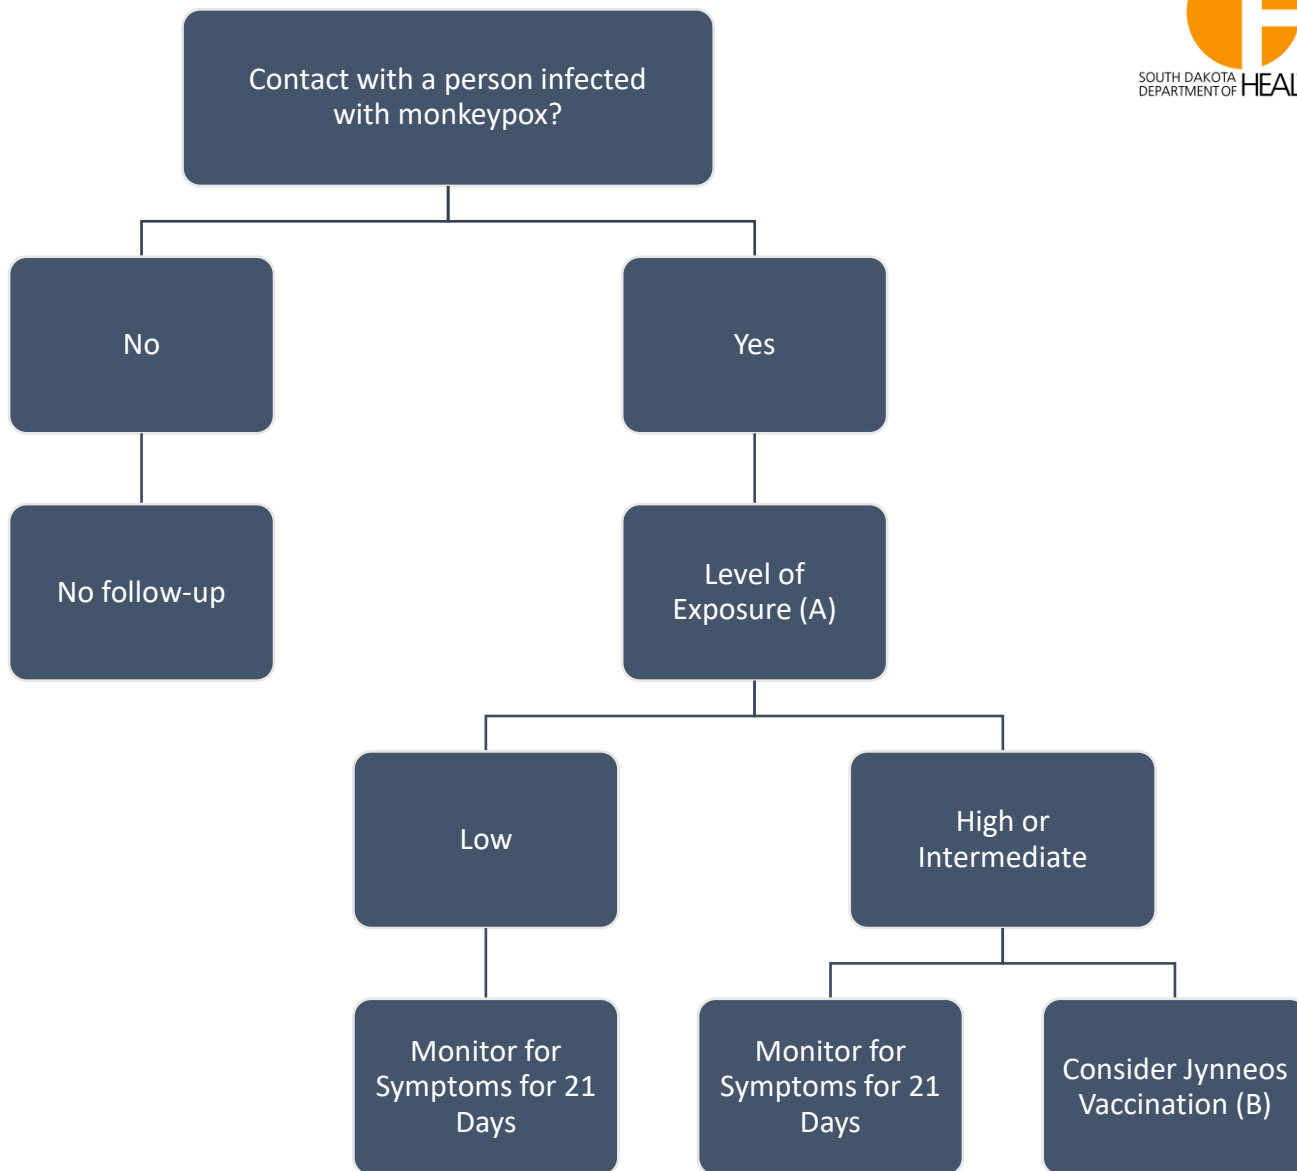 SOUTH DAKOTA
DEPARTMENT OF
Contact with a person infected
with monkeypox?
No
Yes
No follow-up
Level of
Exposure (A)
Low
High or
Intermediate
Monitor for
Symptoms for 21
Days
Monitor for
Symptoms for 21
Days
Consider Jynneos
Vaccination (B)